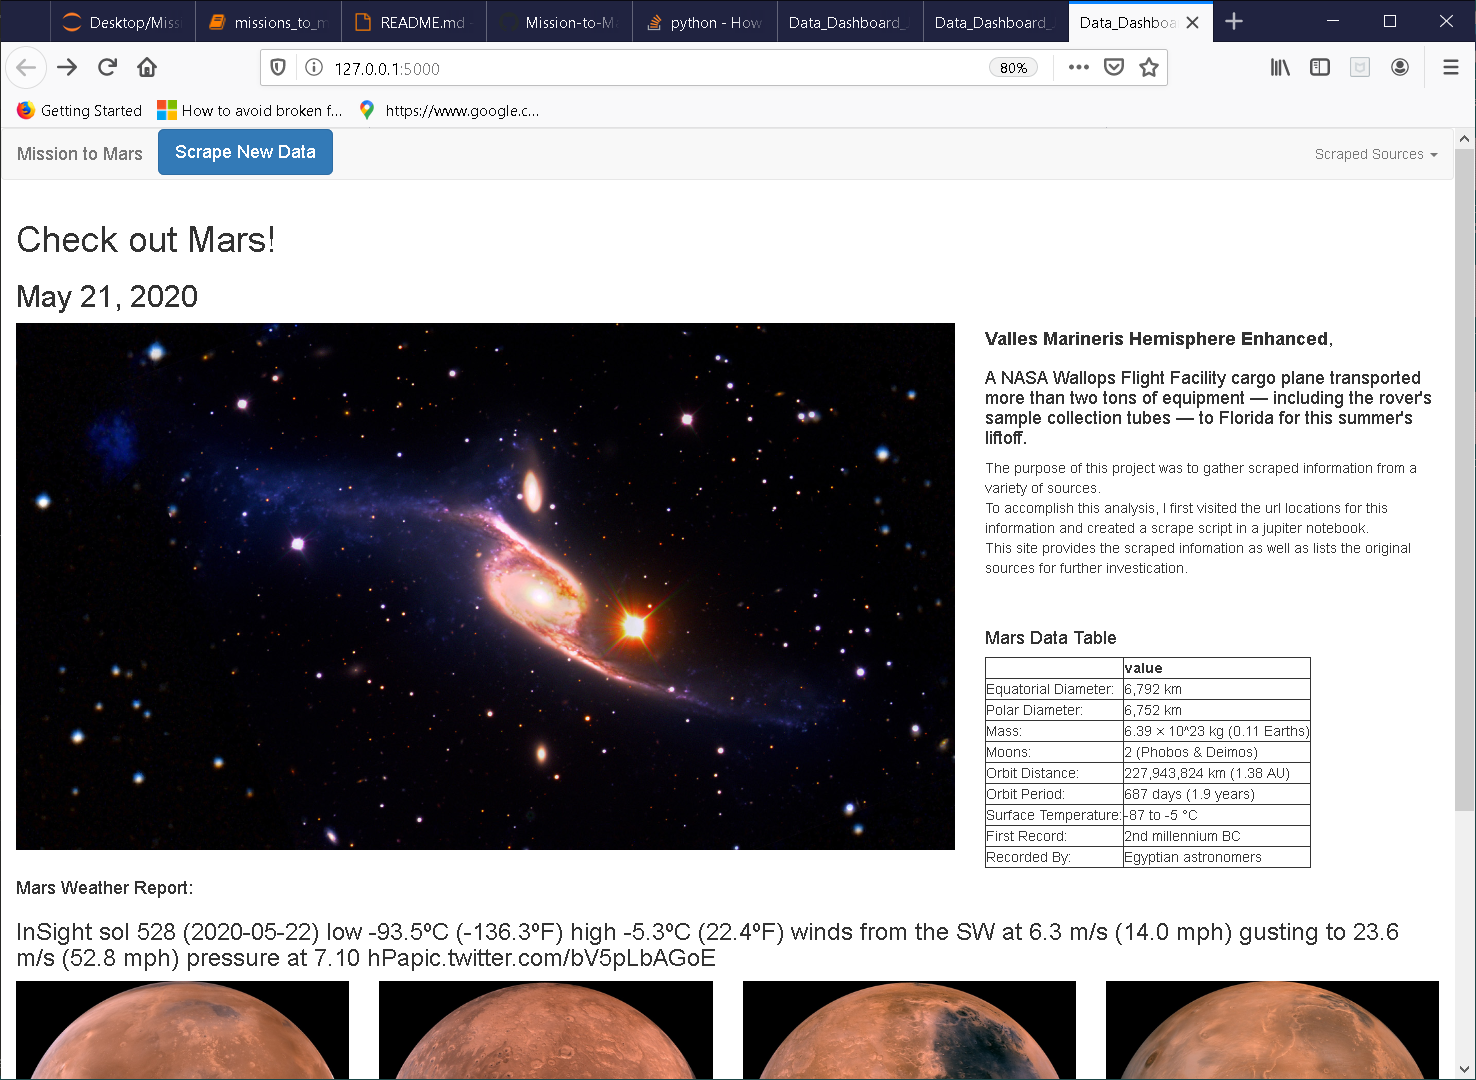 Desktop/Missi
missions_to_m
README.md -
Mission-to-Ma
python - How
Data_Dashboard_
Data_Dashboard_
Data_Dashboa
127.0.0.1:5000
80%
Getting Started
How to avoid broken f...
https://www.google.c...
Mission to Mars
Scrape New Data
Scraped Sources
Check out Mars!
May 21, 2020
Valles Marineris Hemisphere Enhanced,
A NASA Wallops Flight Facility cargo plane transported
more than two tons of equipment — including the rover's
sample collection tubes — to Florida for this summer's
liftoff.
The purpose of this project was to gather scraped information from a
variety of sources.
To accomplish this analysis, I first visited the url locations for this
information and created a scrape script in a jupiter notebook.
This site provides the scraped infomation as well as lists the original
sources for further investication.
Mars Data Table
value
Equatorial Diameter: 6,792 km
Polar Diameter: 6,752 km
Mass: 6.39 × 10^23 kg (0.11 Earths)
Moons: 2 (Phobos & Deimos)
Orbit Distance: 227,943,824 km (1.38 AU)
Orbit Period: 687 days (1.9 years)
Surface Temperature: -87 to -5 °C
First Record: 2nd millennium BC
Recorded By: Egyptian astronomers
Mars Weather Report:
InSight sol 528 (2020-05-22) low -93.5ºC (-136.3ºF) high -5.3ºC (22.4ºF) winds from the SW at 6.3 m/s (14.0 mph) gusting to 23.6
m/s (52.8 mph) pressure at 7.10 hPapic.twitter.com/bV5pLbAGoE